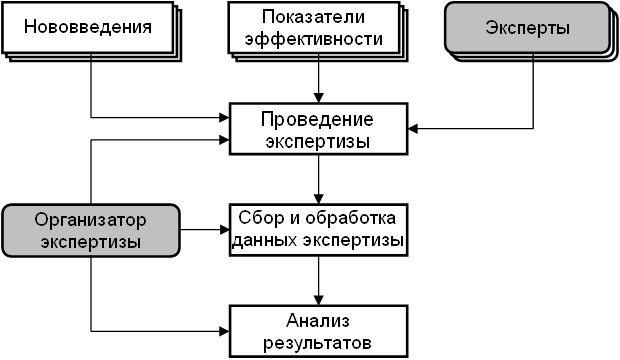 Нововведения
Показатели
эффективности
Эксперты
Проведение
экспертизы
Организатор
экспертизы
Сбор и обработка
данных экспертизы
Анализ
результатов